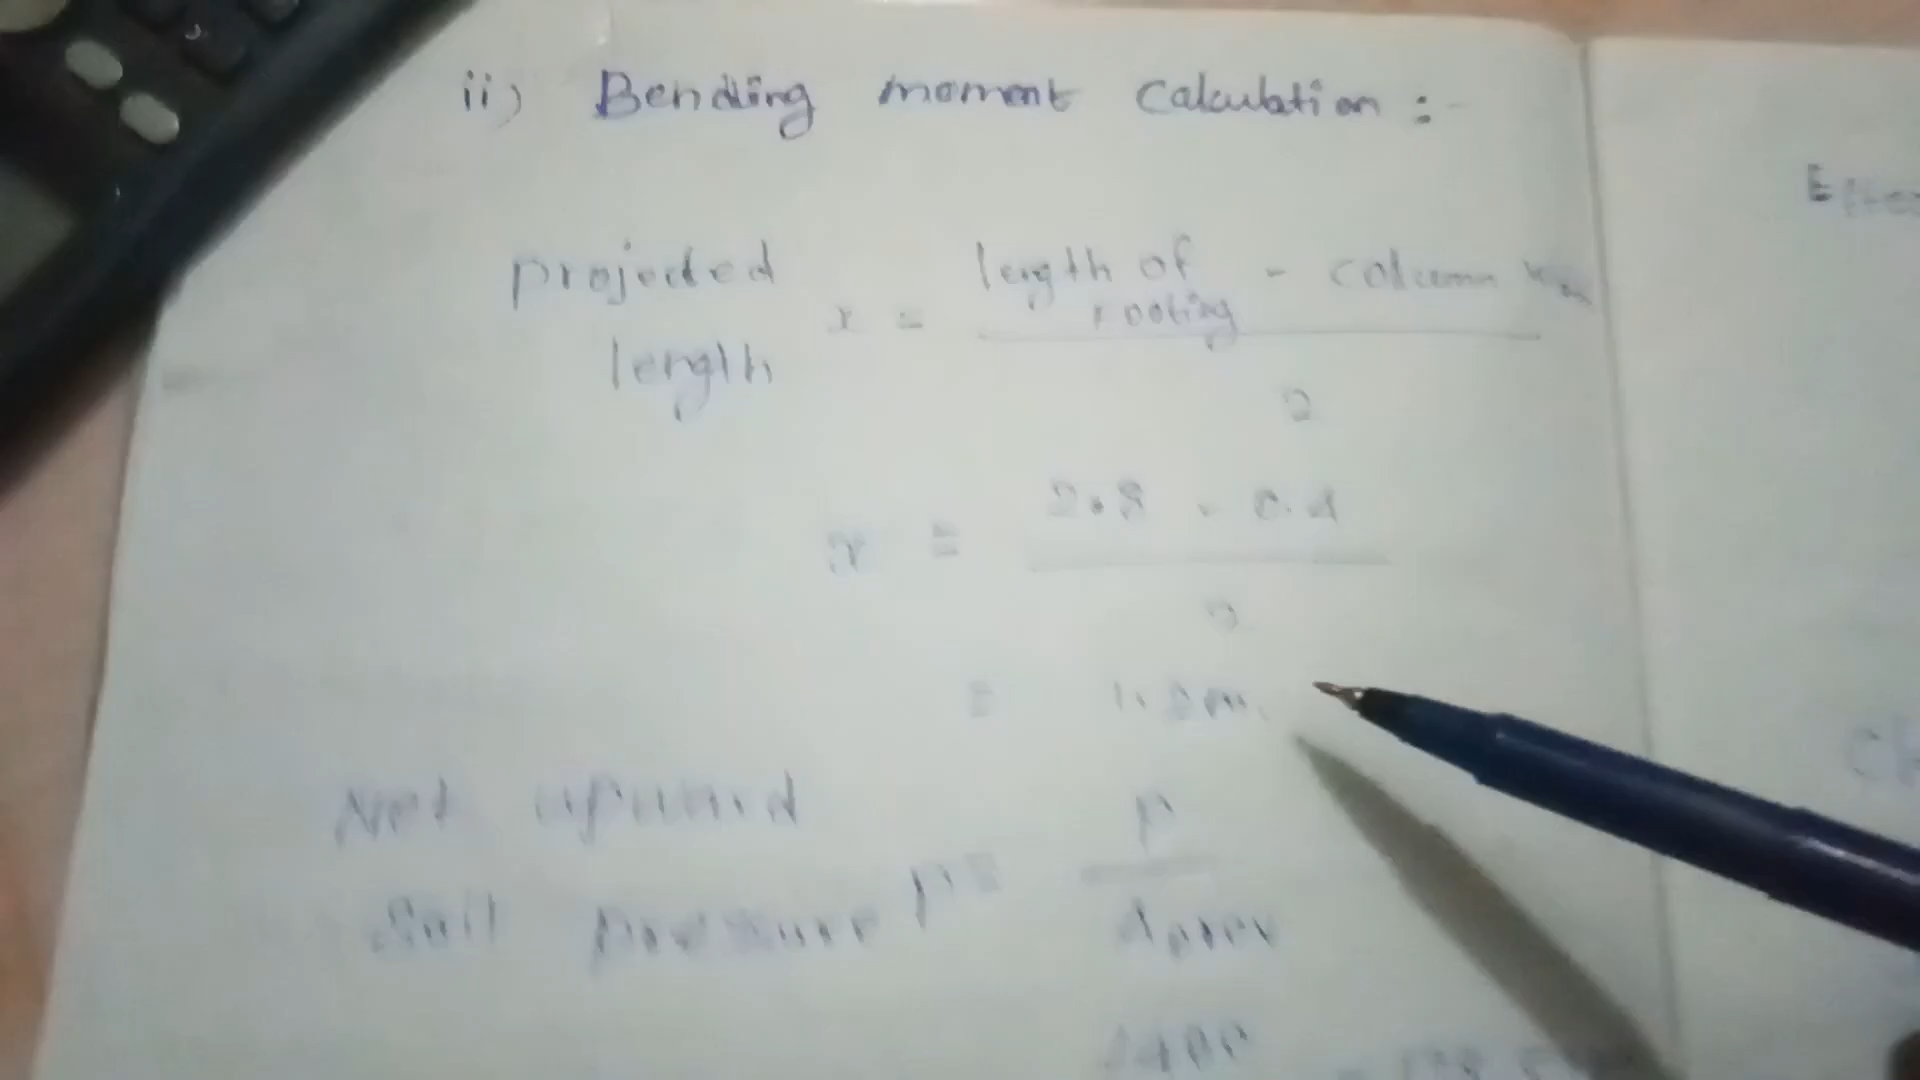 ii) Bending moment Calculation :-
projected length x = length of footing - column
2
x = 2.8 - 0.4
2
= 1.2m.
Net upward
Soil pressure p = P
Aprov